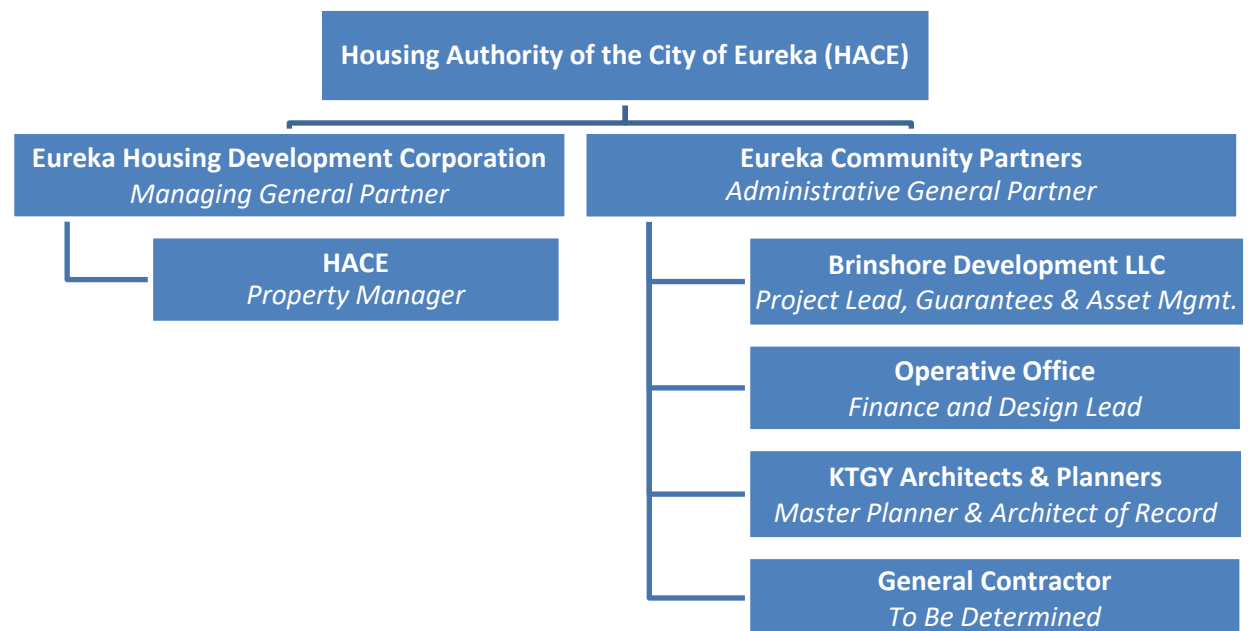 Housing Authority of the City of Eureka (HACE)
Eureka Housing Development Corporation
Managing General Partner
HACE
Property Manager
Eureka Community Partners
Administrative General Partner
Brinshore Development LLC
Project Lead, Guarantees & Asset Mgmt.
Operative Office
Finance and Design Lead
KTGY Architects & Planners
Master Planner & Architect of Record
General Contractor
To Be Determined